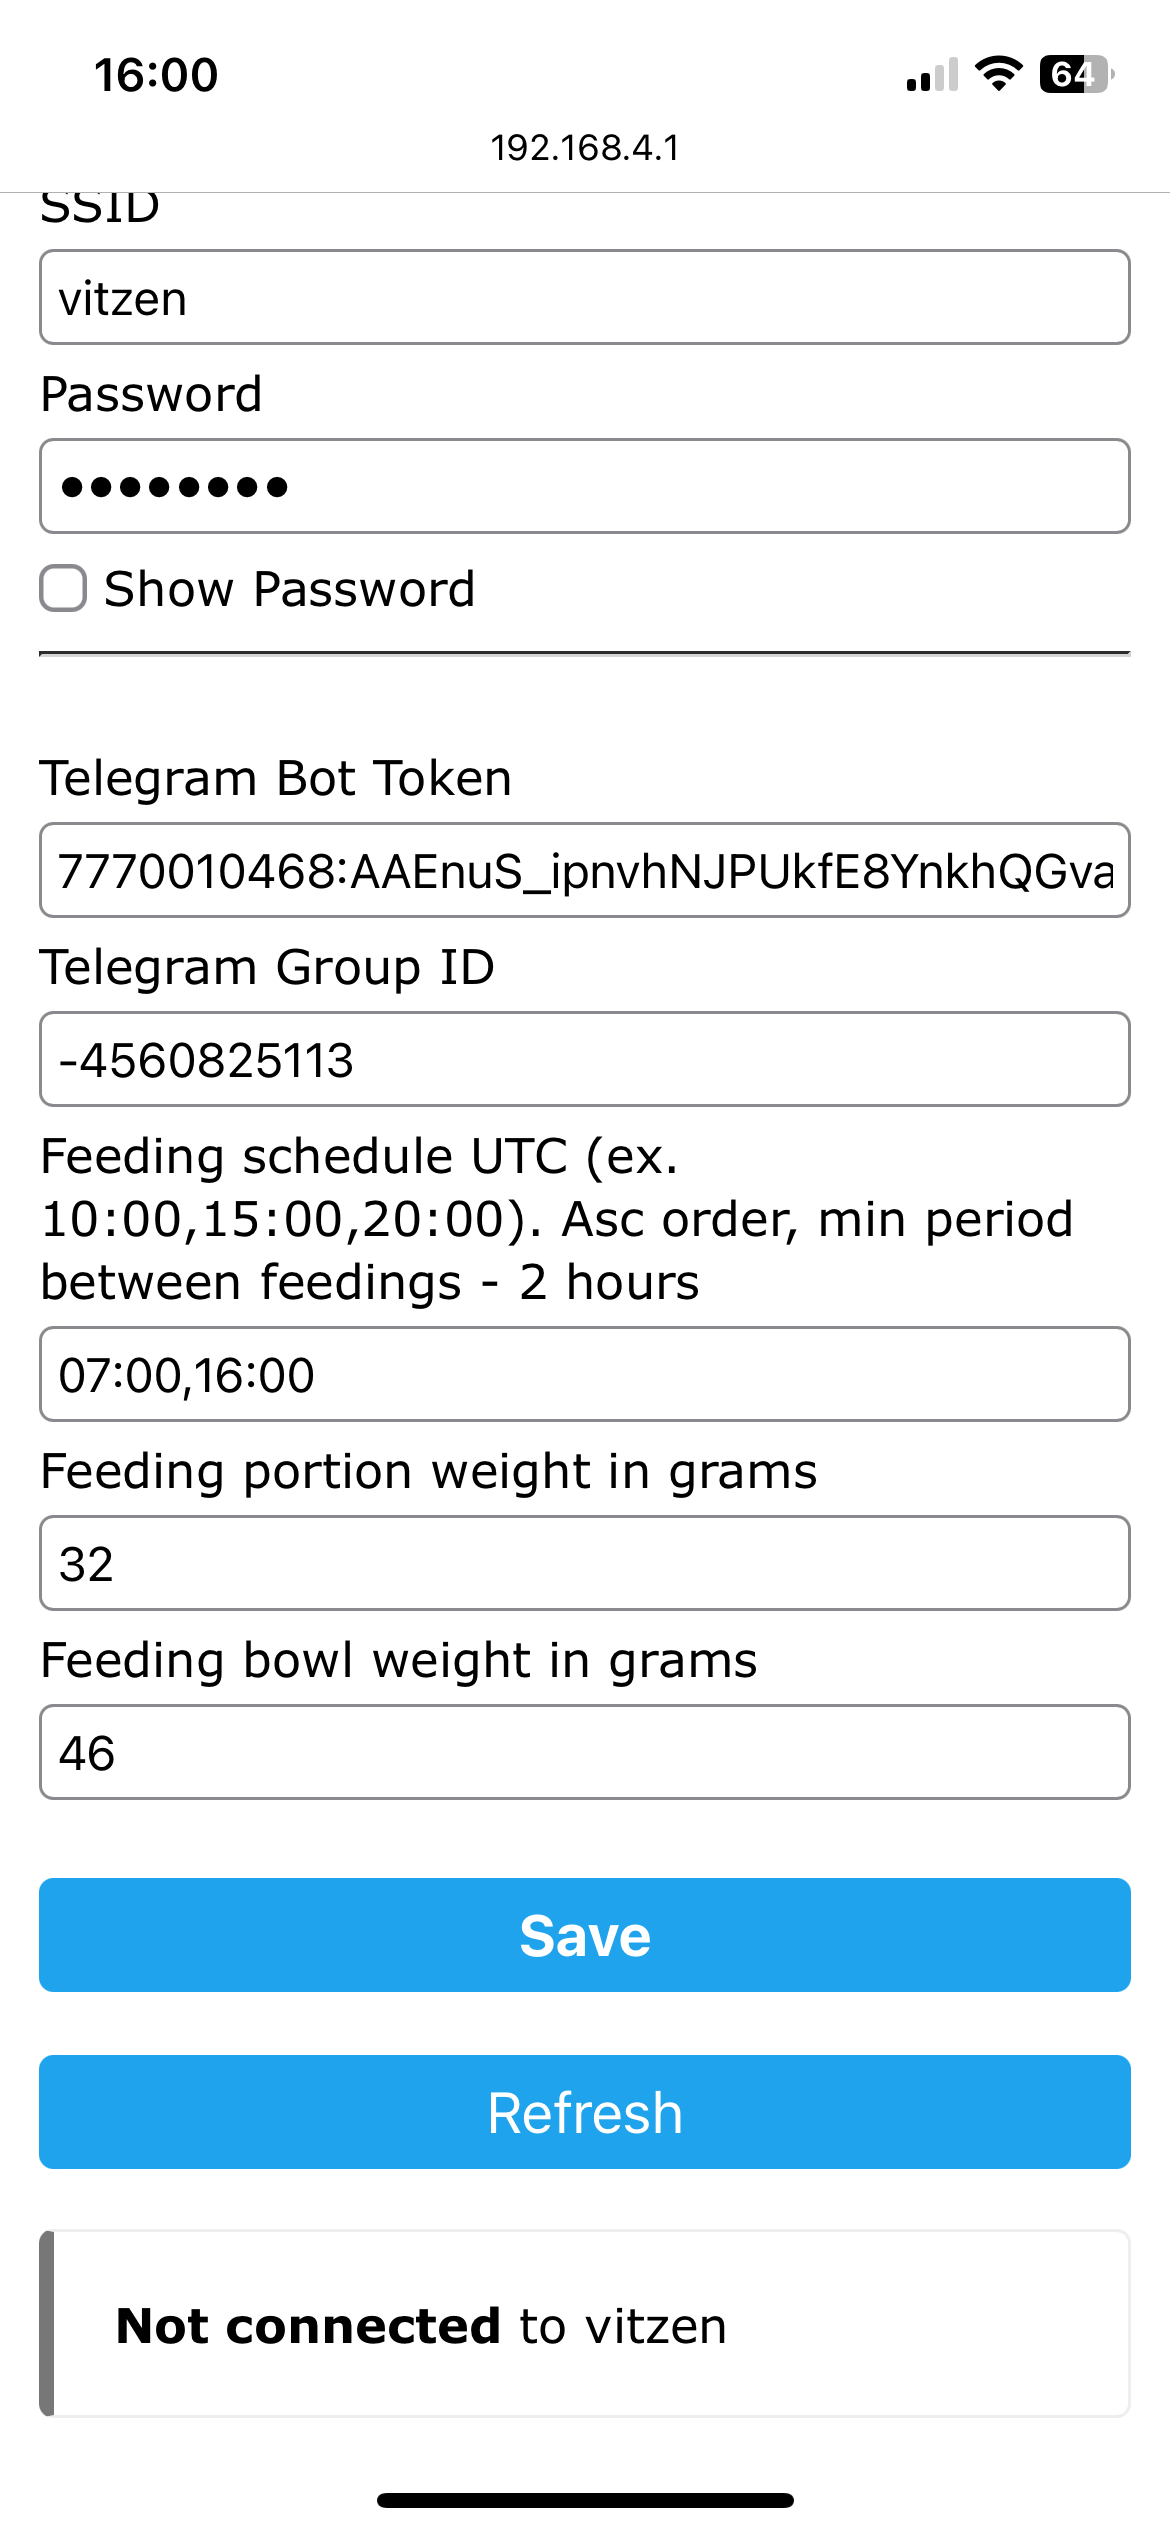 16:00
64
192.168.4.1
SSID
vitzen
Password
••••••••
Show Password
Telegram Bot Token
7770010468:AAEnuS_ipnvhNJPUkfE8YnkhQGva
Telegram Group ID
-4560825113
Feeding schedule UTC (ex.
10:00,15:00,20:00). Asc order, min period
between feedings - 2 hours
07:00,16:00
Feeding portion weight in grams
32
Feeding bowl weight in grams
46
Save
Refresh
Not connected to vitzen